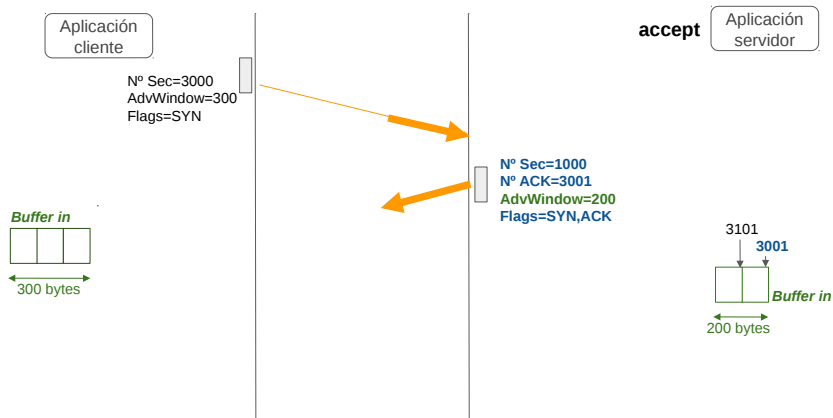 Aplicación
cliente
accept
Aplicación
servidor
Nº Sec=3000
AdvWindow=300
Flags=SYN
Nº Sec=1000
Nº ACK=3001
AdvWindow=200
Flags=SYN,ACK
Buffer in
300 bytes
3101
3001
Buffer in
200 bytes